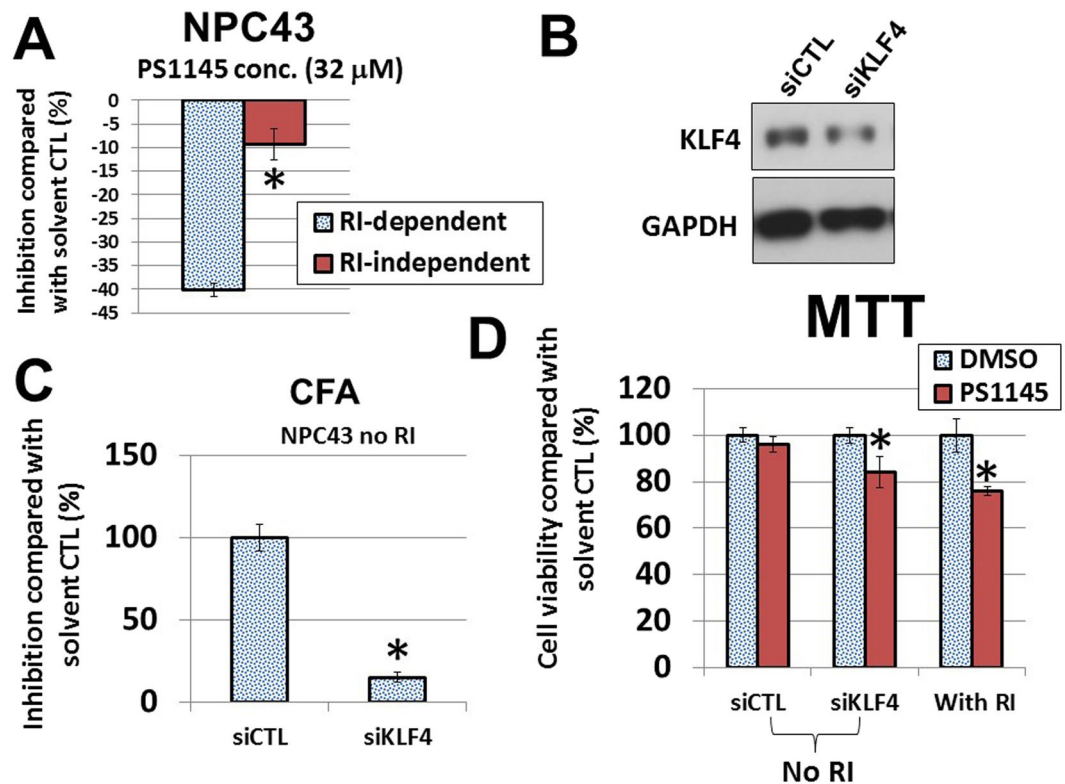 A
NPC43
PS1145 conc. (32 μM)
Inhibition compared
with solvent CTL (%)
0
-5
-10
-15
-20
-25
-30
-35
-40
-45
*
RI-dependent
RI-independent
B
siCTL
siKLF4
KLF4
GAPDH
C
CFA
NPC43 no RI
Inhibition compared with
solvent CTL (%)
150
100
50
0
*
siCTL
siKLF4
D
MTT
DMSO
PS1145
Cell viability compared with
solvent CTL (%)
120
100
80
60
40
20
0
*
*
siCTL
siKLF4
With RI
No RI